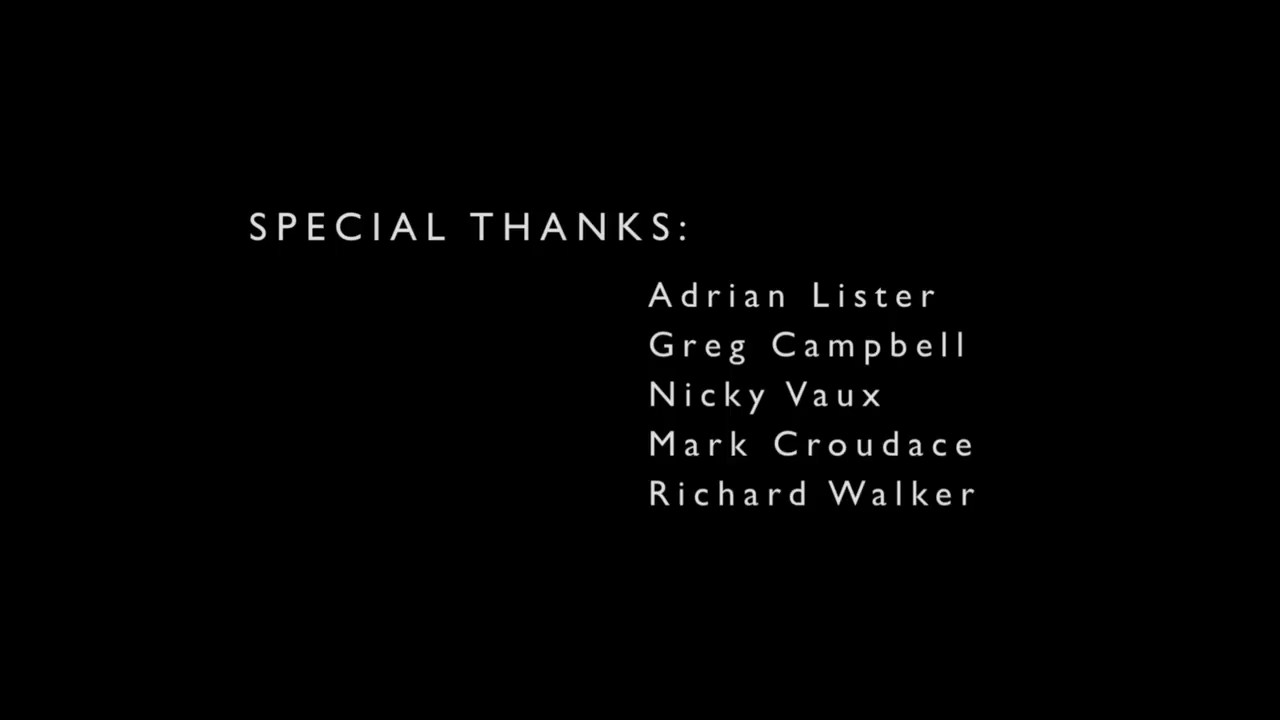 SPECIAL THANKS:
Adrian Lister
Greg Campbell
Nicky Vaux
Mark Croudace
Richard Walker